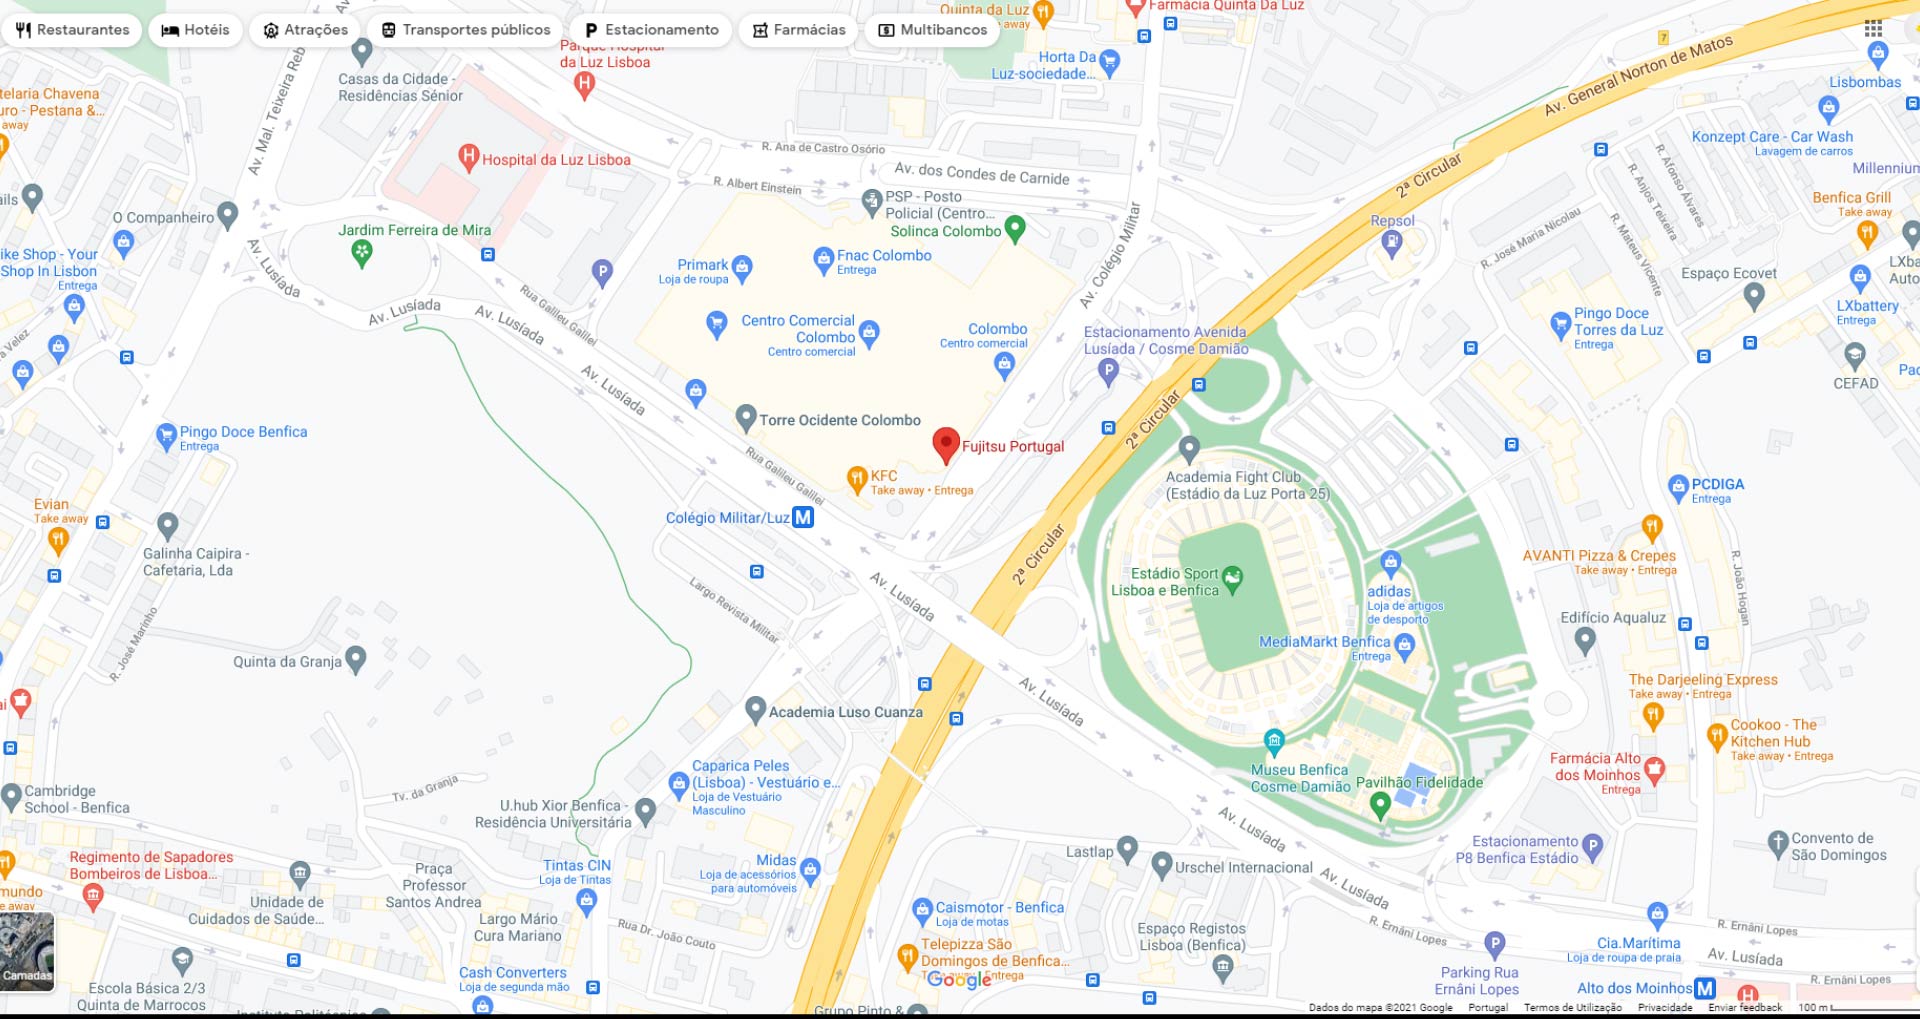 Restaurantes
Hotéis
Atrações
Transportes públicos
Estacionamento
Farmácias
Multibancos
Quinta da Luz
Take away
Farmácia Quinta Da Luz
Parque Hospital
da Luz Lisboa
Horta Da
Luz-sociedade...
Casas da Cidade -
Residências Sénior
Av. Mal. Teixeira Reb
telaria Chavena
uro - Pestana &...
away
Hospital da Luz Lisboa
R. Ana de Castro Osório
Av. dos Condes de Carnide
R. Albert Einstein
PSP - Posto
Policial (Centro...
Solinca Colombo
Av. Colégio Militar
2ª Circular
Av. General Norton de Matos
7
Lisbombas
Konzept Care - Car Wash
Lavagem de carros
Millennium
R. Afonso Álvares
R. Anjos Teixeira
R. Mateus Vicente
R. José Maria Nicolau
Benfica Grill
Take away
Repsol
Espaço Ecovet
LXba
Auto
LXbattery
Entrega
Pingo Doce
Torres da Luz
Entrega
CEFAD
Pac
ails
O Companheiro
Jardim Ferreira de Mira
ike Shop - Your
Shop In Lisbon
Entrega
Av. Lusíada
Av. Lusíada
Av. Lusíada
Rua Galileu Galilei
Primark
Loja de roupa
Fnac Colombo
Entrega
Centro Comercial
Colombo
Centro comercial
Colombo
Centro comercial
Estacionamento Avenida
Lusíada / Cosme Damião
a Velez
Av. Lusíada
Torre Ocidente Colombo
Fujitsu Portugal
2ª Circular
Pingo Doce Benfica
Entrega
Rua Galileu Galilei
KFC
Take away • Entrega
Academia Fight Club
(Estádio da Luz Porta 25)
PCDIGA
Entrega
Colégio Militar/Luz
M
Evian
Take away
Galinha Caipira -
Cafetaria, Lda
2ª Circular
AVANTI Pizza & Crepes
Take away • Entrega
Largo Revista Militar
Av. Lusíada
Estádio Sport
Lisboa e Benfica
adidas
Loja de artigos
de desporto
MediaMarkt Benfica
Entrega
Edifício Aqualuz
R. João Hogan
R. José Marinho
Quinta da Granja
ai
The Darjeeling Express
Take away • Entrega
Av. Lusíada
Academia Luso Cuanza
Cookoo - The
Kitchen Hub
Take away • Entrega
Farmácia Alto
dos Moinhos
Entrega
Museu Benfica
Cosme Damião
Pavilhão Fidelidade
Caparica Peles
(Lisboa) - Vestuário e...
Loja de Vestuário
Masculino
Cambridge
School - Benfica
Tv. da Granja
U.hub Xior Benfica -
Residência Universitária
Av. Lusíada
Estacionamento
P8 Benfica Estádio
Convento de
São Domingos
Regimento de Sapadores
Bombeiros de Lisboa...
Praça
Professor
Santos Andrea
Tintas CIN
Loja de Tintas
Midas
Loja de acessórios
para automóveis
Lastlap
Urschel Internacional
Av. Lusíada
mundo
e away
Unidade de
Cuidados de Saúde...
Largo Mário
Cura Mariano
Rua Dr. João Couto
Caismotor - Benfica
Loja de motas
Espaço Registos
Lisboa (Benfica)
R. Ernâni Lopes
R. Ernâni Lopes
Cia.Marítima
Loja de roupa de praia
Av. Lusíada
Telepizza São
Domingos de Benfica...
Take away • Entrega
Google
Parking Rua
Ernâni Lopes
R. Ernâni Lopes
Camadas
Escola Básica 2/3
Quinta de Marrocos
Cash Converters
Loja de segunda mão
Alto dos Moinhos
M
Instituto Politécnico
Grupo Pinto &
Dados do mapa ©2021 Google
Portugal
Termos de Utilização
Privacidade
Enviar feedback
100 m